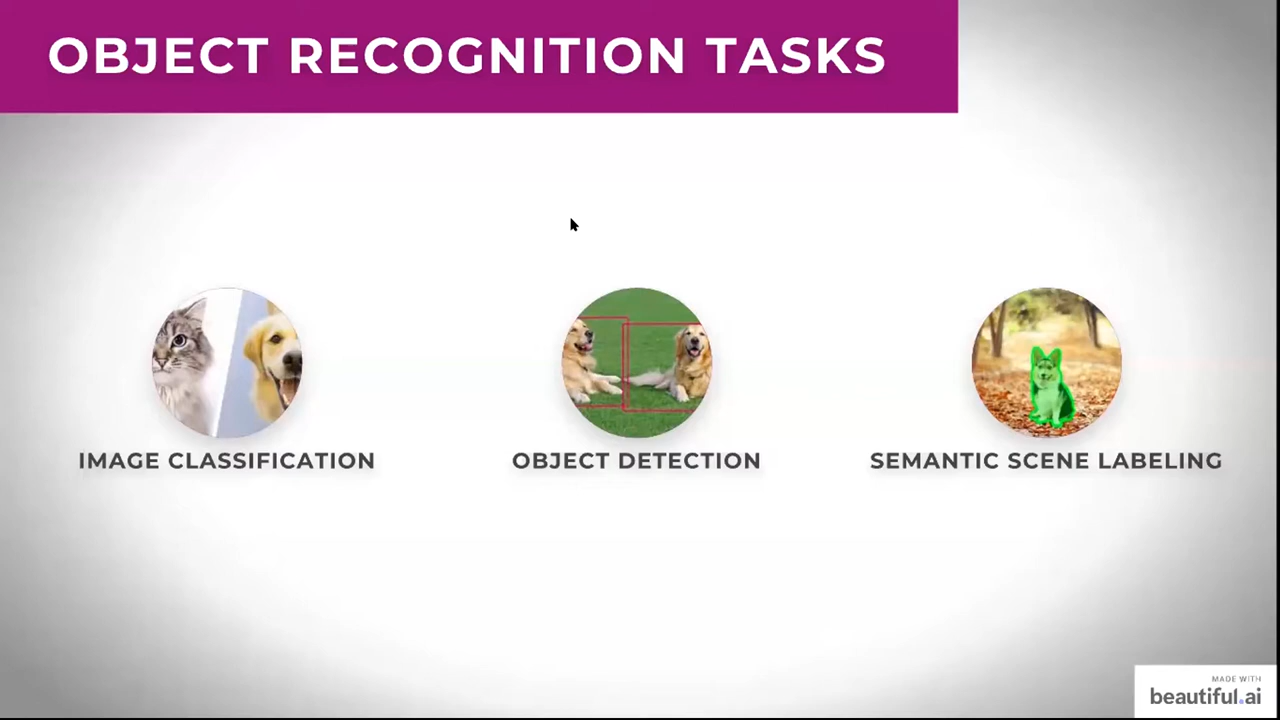 OBJECT RECOGNITION TASKS
IMAGE CLASSIFICATION
OBJECT DETECTION
SEMANTIC SCENE LABELING
MADE WITH
beautiful.ai